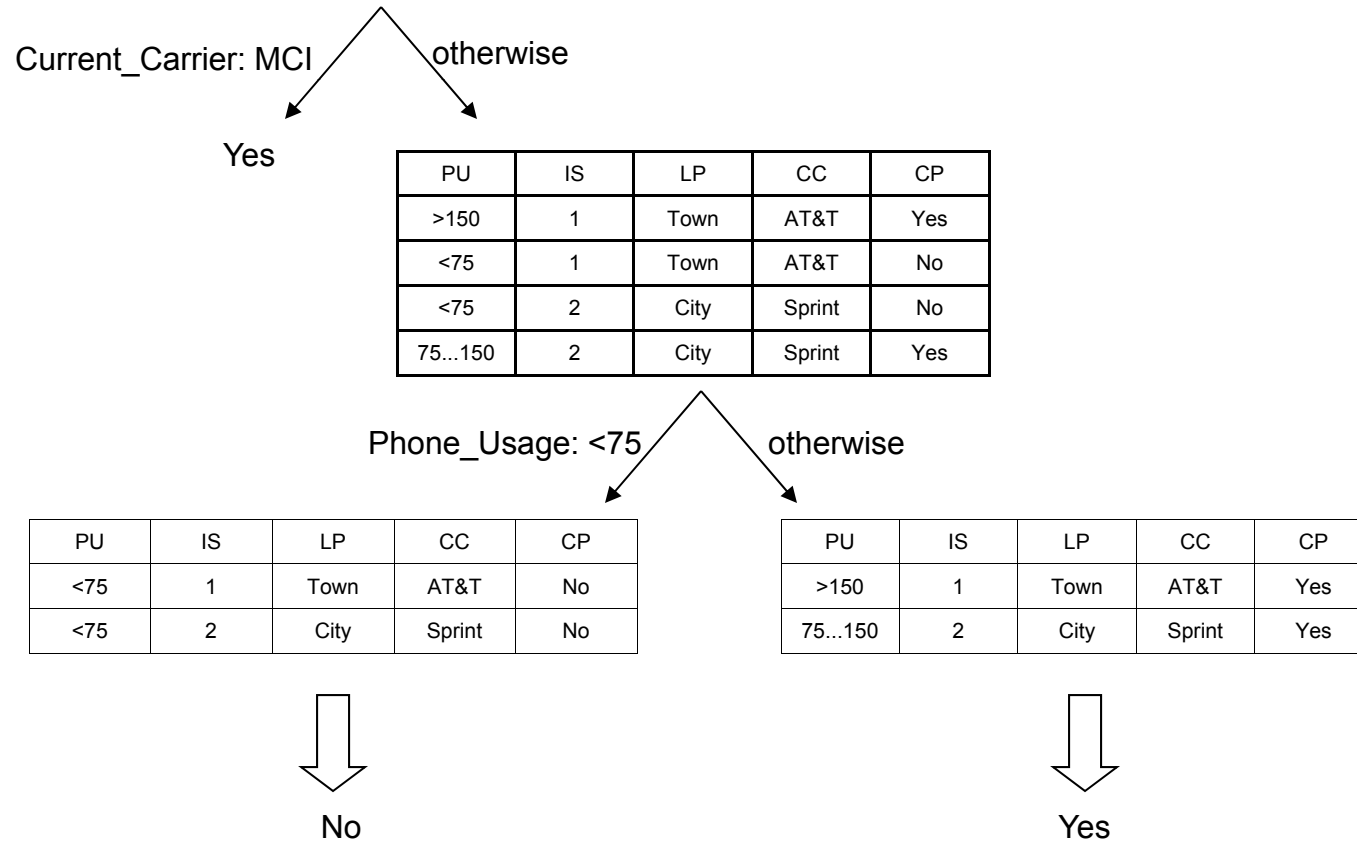 Current_Carrier: MCI otherwise
Yes
PU IS LP CC CP
>150 1 Town AT&T Yes
<75 1 Town AT&T No
<75 2 City Sprint No
75...150 2 City Sprint Yes
Phone_Usage: <75 otherwise
PU IS LP CC CP
<75 1 Town AT&T No
<75 2 City Sprint No
PU IS LP CC CP
>150 1 Town AT&T Yes
75...150 2 City Sprint Yes
No
Yes